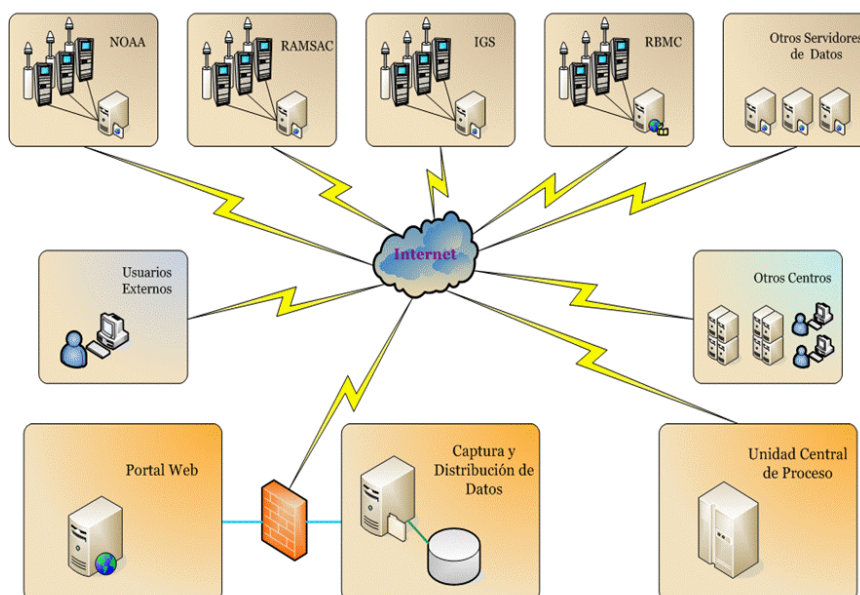 NOAA
RAMSAC
IGS
RBMC
Otros Servidores
de Datos
Internet
Usuarios
Externos
Otros Centros
Portal Web
Captura y
Distribución de
Datos
Unidad Central
de Proceso